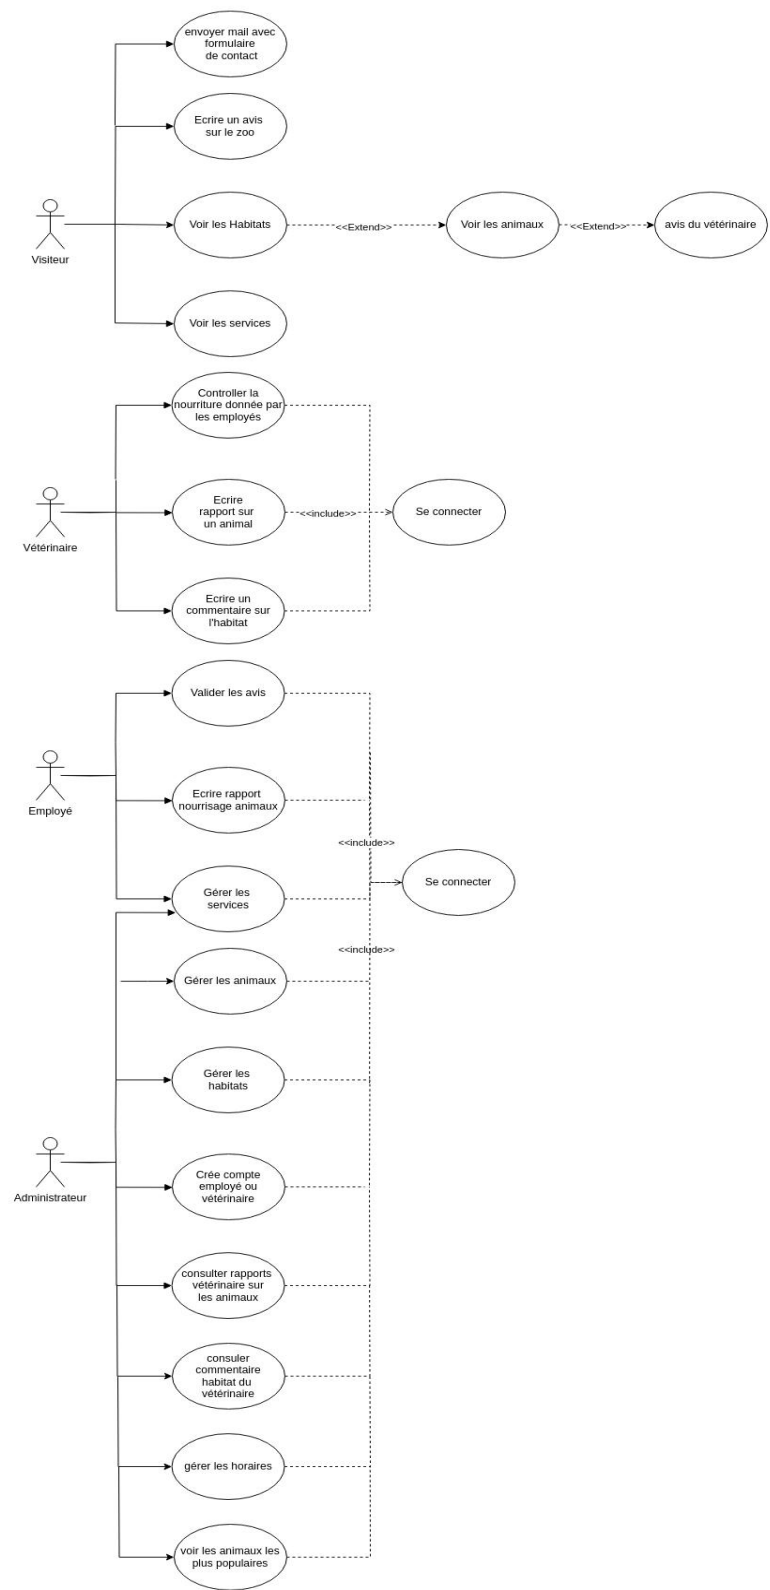 envoyer mail avec
formulaire
de contact
Ecrire un avis
sur le zoo
Visiteur
Voir les Habitats
<<Extend>>
Voir les animaux
<<Extend>>
avis du vétérinaire
Voir les services
Controller la
nourriture donnée par
les employés
Vétérinaire
Ecrire
rapport sur
un animal
<<include>>
Se connecter
Ecrire un
commentaire sur
l'habitat
Valider les avis
Employé
Ecrire rapport
nourrisage animaux
<<include>>
Se connecter
Gérer les
services
<<include>>
Gérer les animaux
Gérer les
habitats
Administrateur
Crée compte
employé ou
vétérinaire
consulter rapports
vétérinaire sur
les animaux
consuler
commentaire
habitat du
vétérinaire
gérer les horaires
voir les animaux les
plus populaires